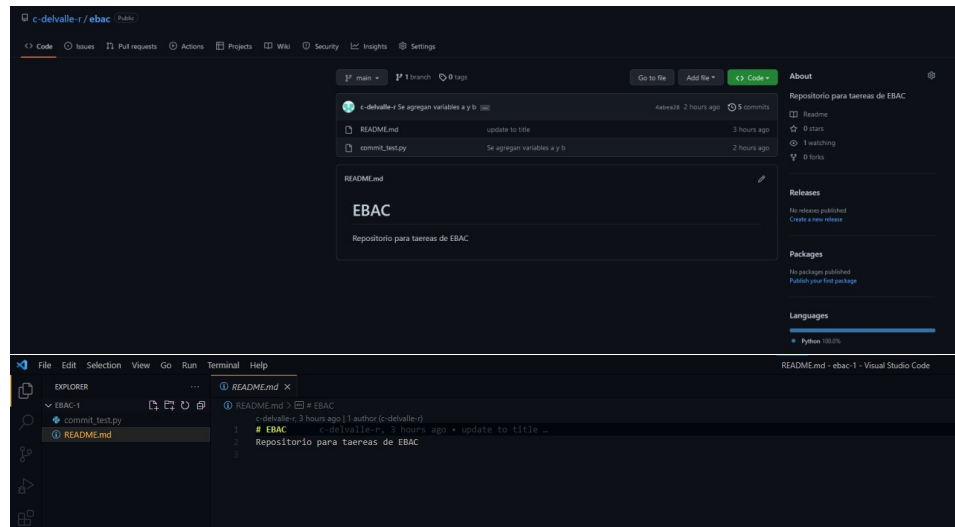 c-delvalle-r / ebac Public
Code Issues Pull requests Actions Projects Wiki Security Insights Settings
main 1 branch 0 tags Go to file Add file Code
c-delvalle-r Se agregan variables a y b 2 hours ago 5 commits
README.md update to title 3 hours ago
commit_test.py Se agregan variables a y b 2 hours ago
README.md
EBAC
Repositorio para taereas de EBAC
About
Repositorio para taereas de EBAC
Readme
0 stars
1 watching
0 forks
Releases
No releases published
Create a new release
Packages
No packages published
Publish your first package
Languages
Python 100.0%
File Edit Selection View Go Run Terminal Help README.md - ebac-1 - Visual Studio Code
EXPLORER ... README.md
EBAC-1 README.md > # EBAC
commit_test.py
README.md
c-delvalle-r, 3 hours ago | 1 author (c-delvalle-r)
1 # EBAC c-delvalle-r, 3 hours ago • update to title …
2 Repositorio para taereas de EBAC
3